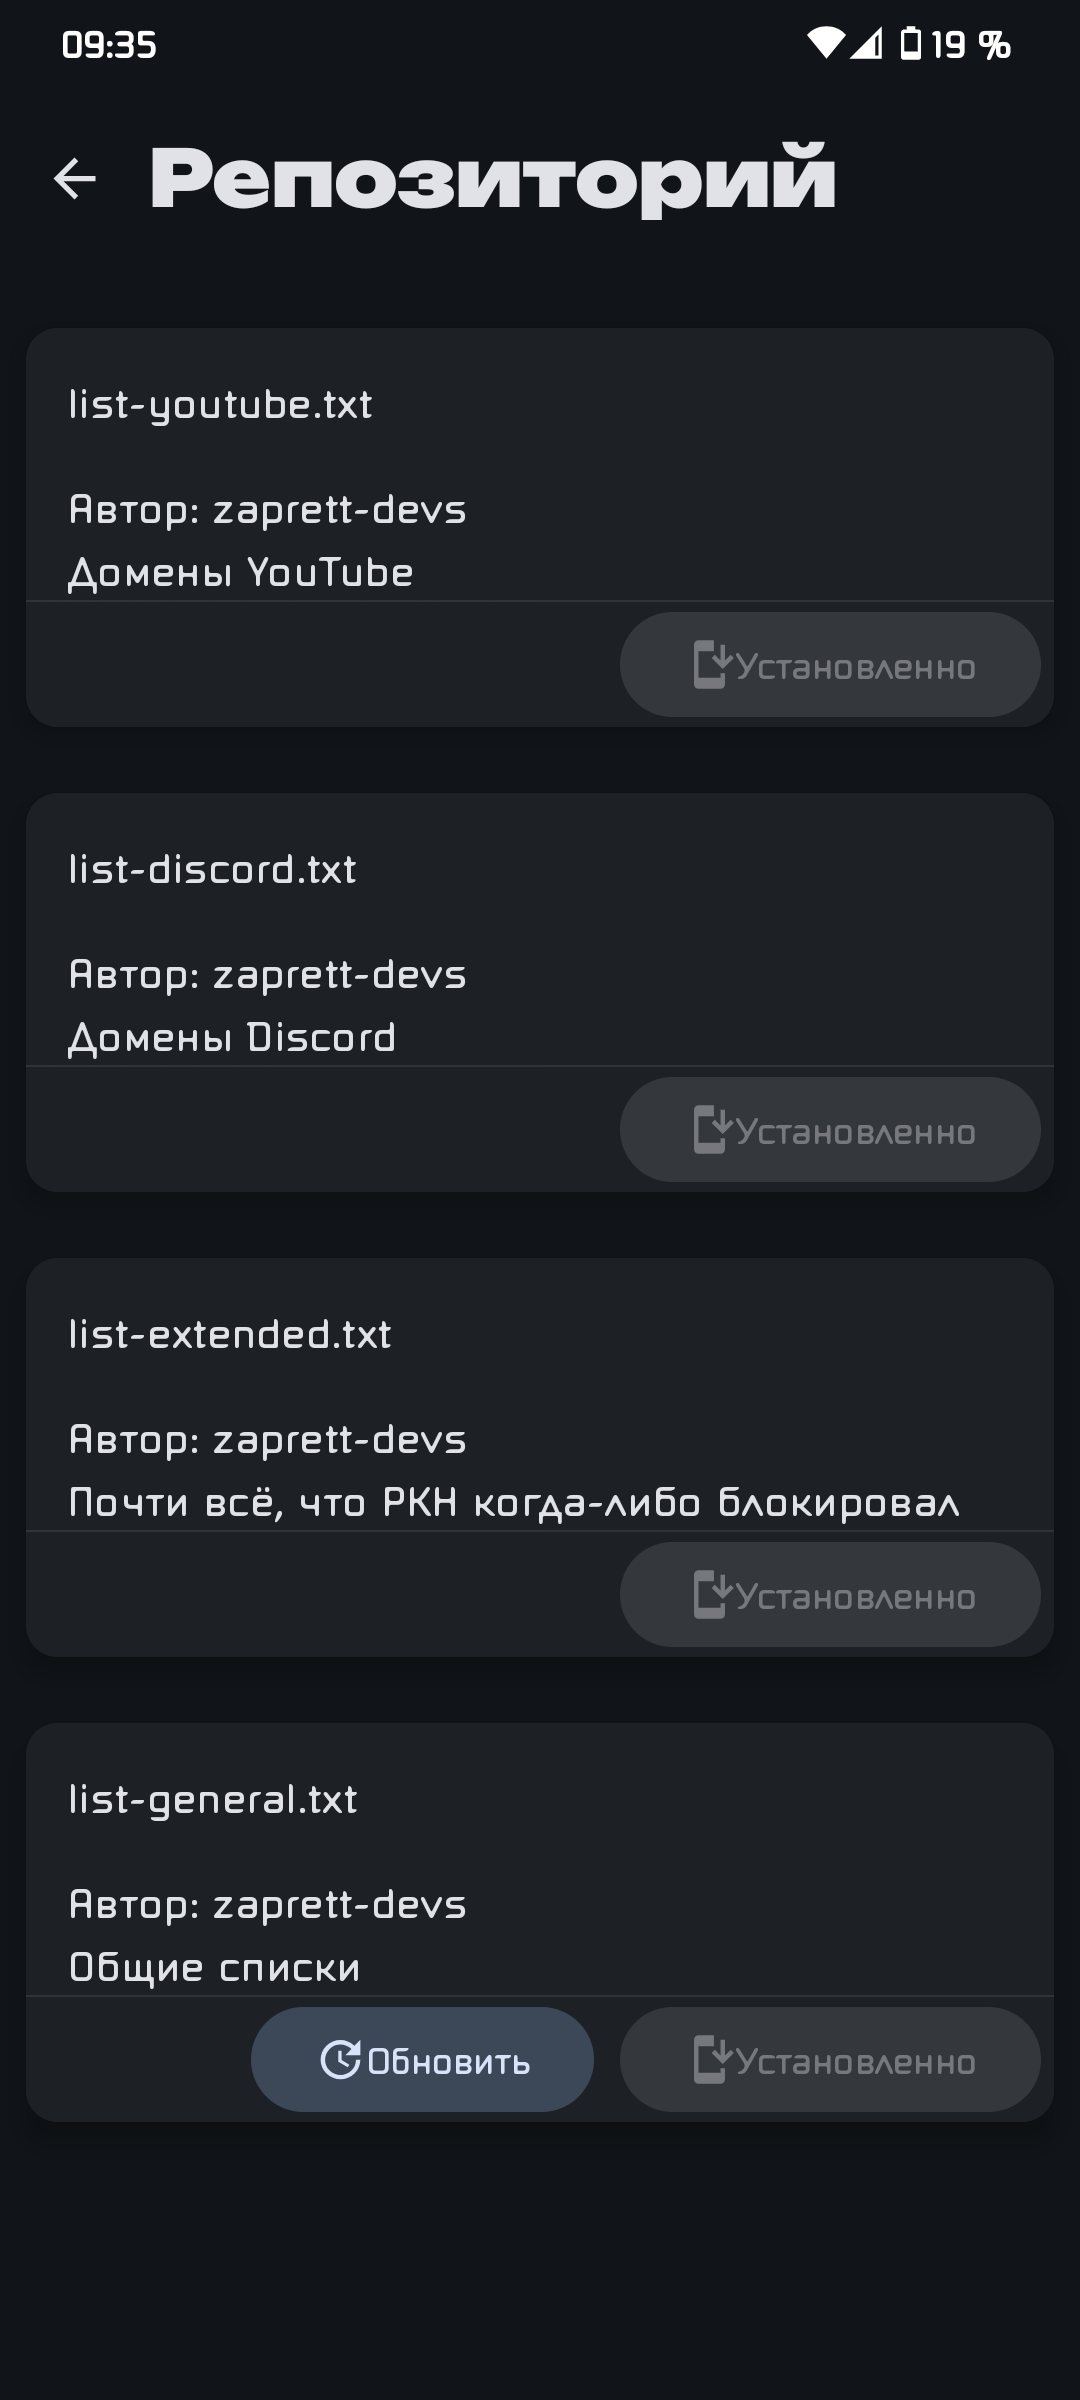 09:35
19 %
Репозиторий
list-youtube.txt
Автор: zaprett-devs
Домены YouTube
Установленно
list-discord.txt
Автор: zaprett-devs
Домены Discord
Установленно
list-extended.txt
Автор: zaprett-devs
Почти всё, что РКН когда-либо блокировал
Установленно
list-general.txt
Автор: zaprett-devs
Общие списки
Обновить
Установленно